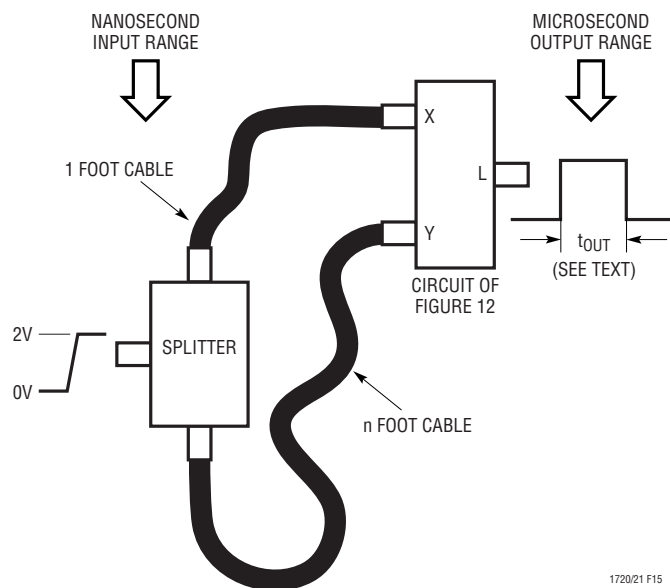 NANOSECOND
INPUT RANGE
MICROSECOND
OUTPUT RANGE
1 FOOT CABLE
X
L
Y
tOUT
(SEE TEXT)
CIRCUIT OF
FIGURE 12
2V
0V
SPLITTER
n FOOT CABLE
1720/21 F15